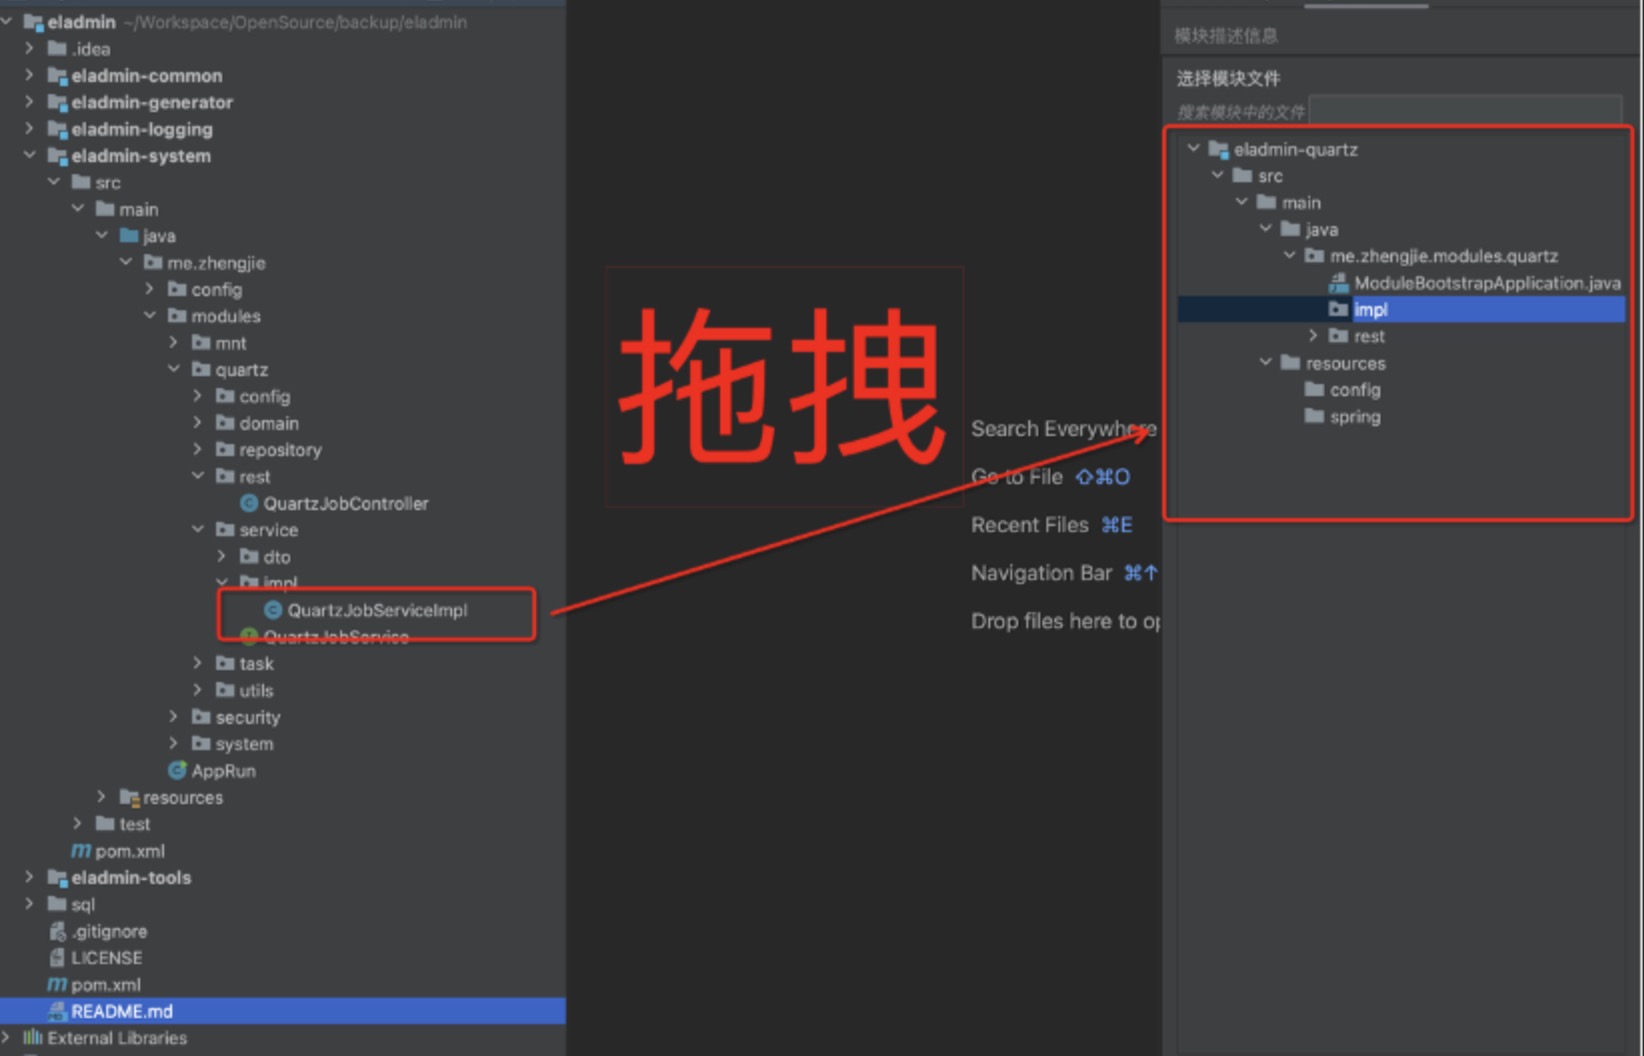 eladmin ~/Workspace/OpenSource/backup/eladmin
.idea
eladmin-common
eladmin-generator
eladmin-logging
eladmin-system
src
main
java
me.zhengjie
config
modules
mnt
quartz
config
domain
repository
rest
QuartzJobController
service
dto
impl
QuartzJobServiceImpl
QuartzJobService
task
utils
security
system
AppRun
resources
test
pom.xml
eladmin-tools
sql
.gitignore
LICENSE
pom.xml
README.md
External Libraries
拖拽
Search Everywhere
Go to File ⇧⌘O
Recent Files ⌘E
Navigation Bar ⌘↑
Drop files here to op
模块描述信息
选择模块文件
搜索模块中的文件
eladmin-quartz
src
main
java
me.zhengjie.modules.quartz
ModuleBootstrapApplication.java
impl
rest
resources
config
spring